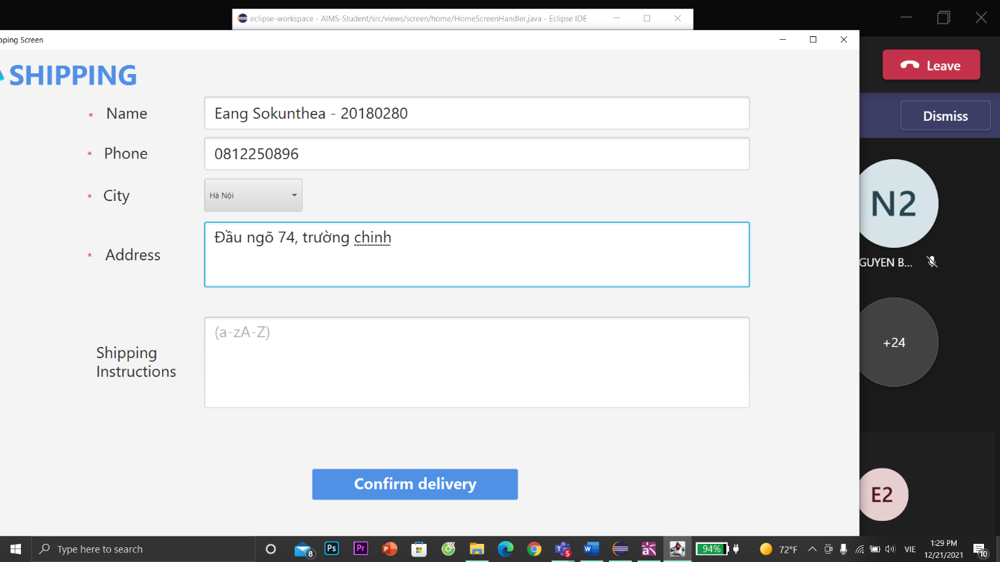 eclipse-workspace - AIMS-Student/src/views/screen/home/HomeScreenHandler.java - Eclipse IDE
pping Screen
SHIPPING
Leave
Dismiss
* Name
Eang Sokunthea - 20180280
* Phone
0812250896
* City
Hà Nội
* Address
Đầu ngõ 74, trường chinh
Shipping
Instructions
(a-zA-Z)
Confirm delivery
N2
GUYEN B...
+24
E2
Type here to search
8
Ps
Pr
P
T
5
W
94%
72°F
VIE
1:29 PM
12/21/2021
10